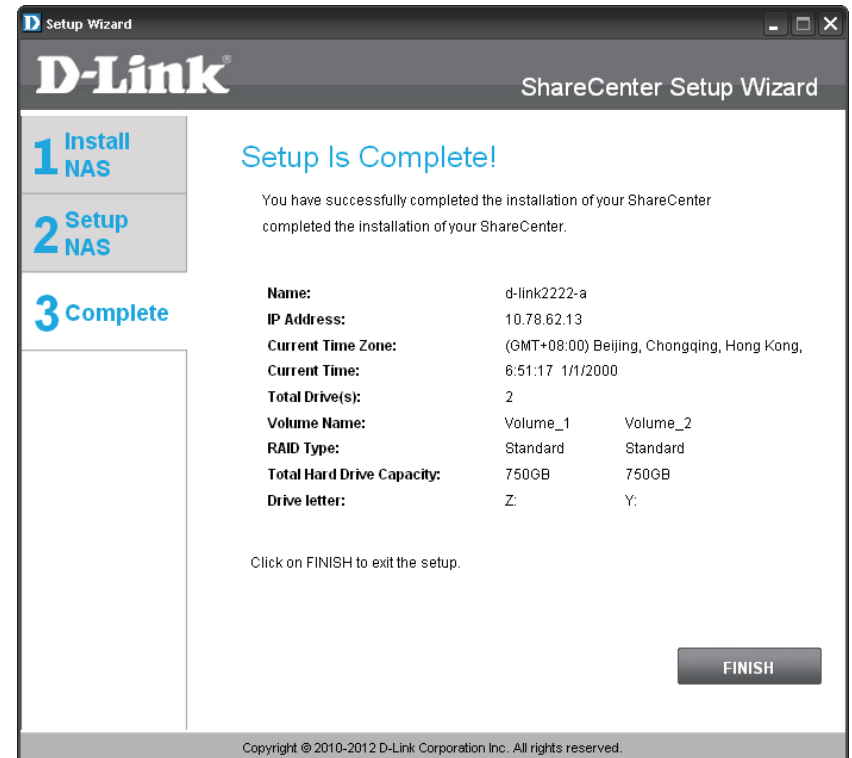 Setup Wizard
D-Link®
ShareCenter Setup Wizard
1 Install NAS
2 Setup NAS
3 Complete
Setup Is Complete!
You have successfully completed the installation of your ShareCenter
completed the installation of your ShareCenter.
Name: d-link2222-a
IP Address: 10.78.62.13
Current Time Zone: (GMT+08:00) Beijing, Chongqing, Hong Kong,
Current Time: 6:51:17 1/1/2000
Total Drive(s): 2
Volume Name: Volume_1 Volume_2
RAID Type: Standard Standard
Total Hard Drive Capacity: 750GB 750GB
Drive letter: Z: Y:
Click on FINISH to exit the setup.
FINISH
Copyright © 2010-2012 D-Link Corporation Inc. All rights reserved.